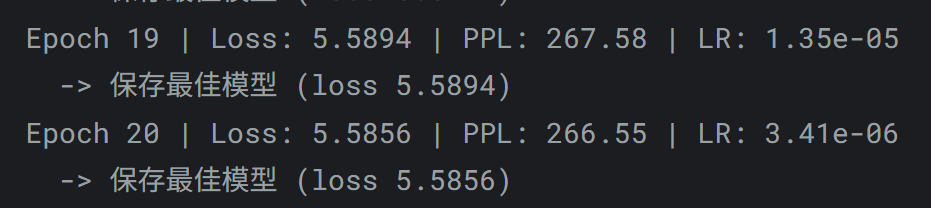 Epoch 19 | Loss: 5.5894 | PPL: 267.58 | LR: 1.35e-05
-> 保存最佳模型 (loss 5.5894)
Epoch 20 | Loss: 5.5856 | PPL: 266.55 | LR: 3.41e-06
-> 保存最佳模型 (loss 5.5856)